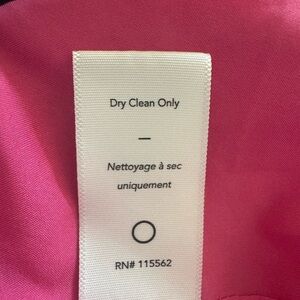 Dry Clean Only
—
Nettoyage à sec
uniquement
RN# 115562